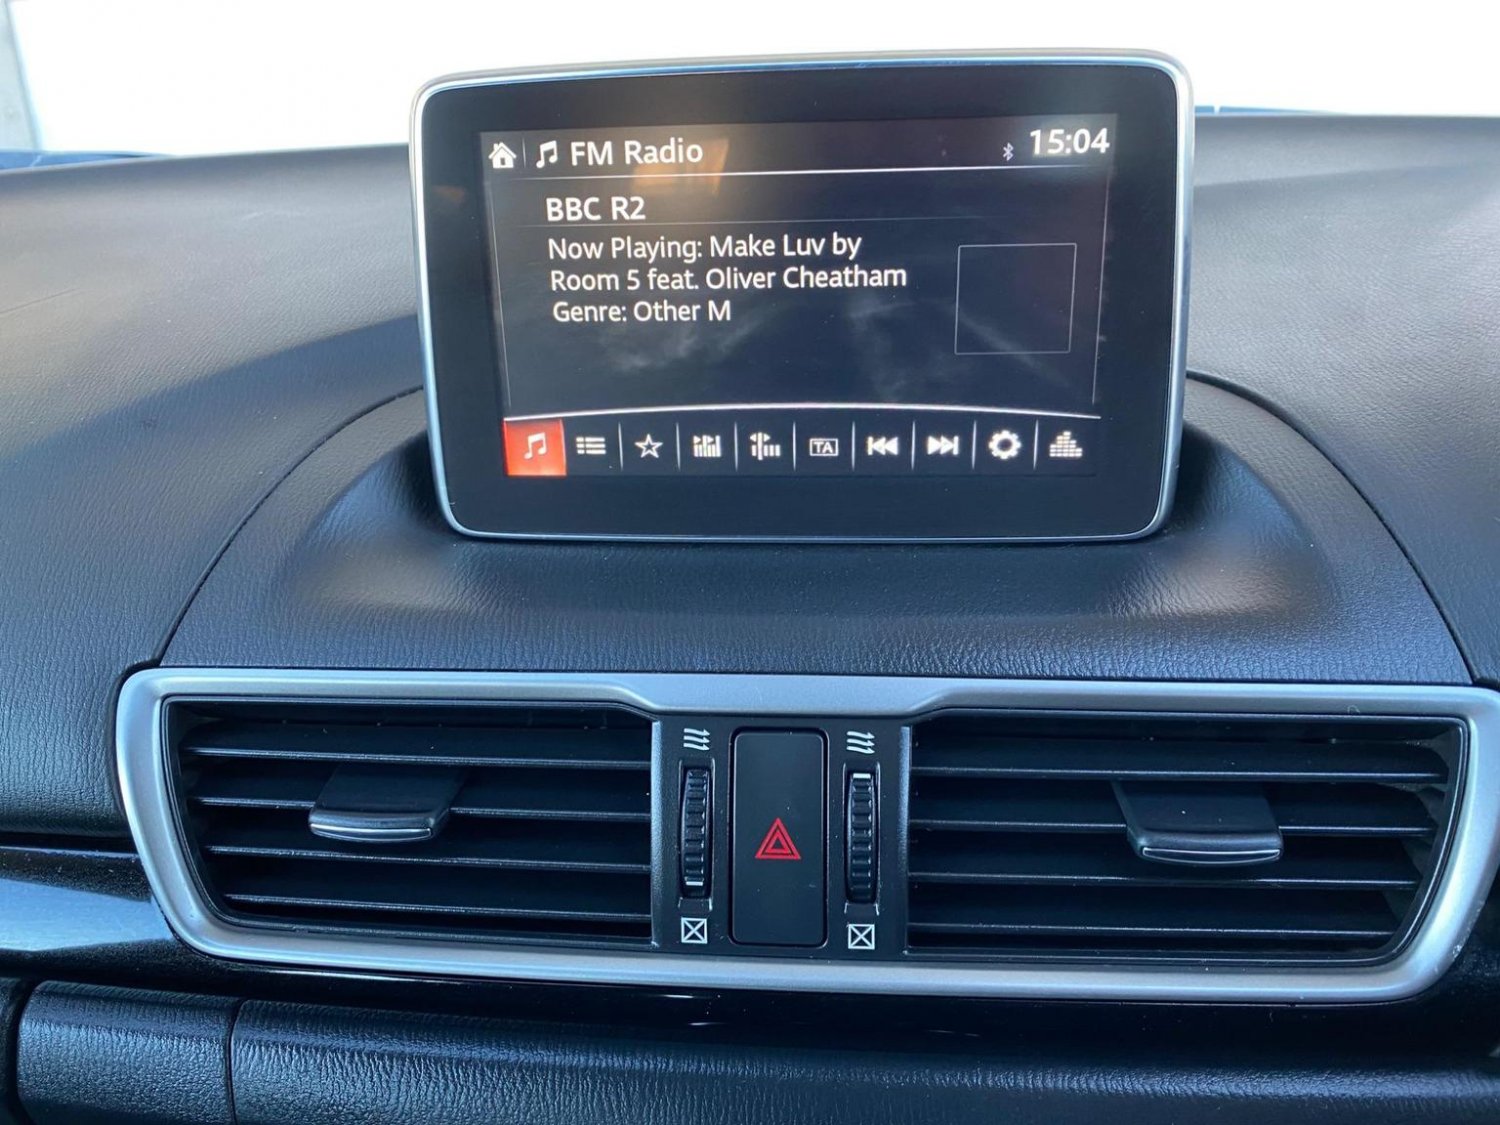 FM Radio
15:04
BBC R2
Now Playing: Make Luv by
Room 5 feat. Oliver Cheatham
Genre: Other M
TA